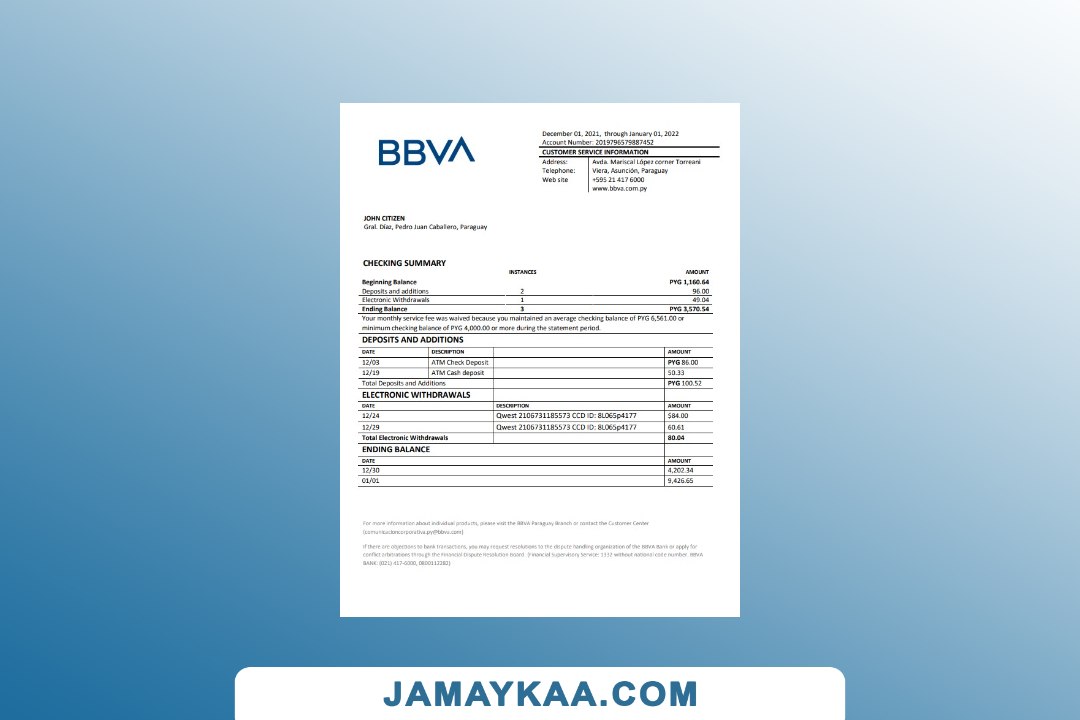 BBVA
December 01, 2021, through January 01, 2022
Account Number: 2019796579887452
CUSTOMER SERVICE INFORMATION
Address: Avda. Mariscal López corner Torreani
Telephone: Viera, Asunción, Paraguay
Web site +595 21 417 6000
www.bbva.com.py
JOHN CITIZEN
Gral. Díaz, Pedro Juan Caballero, Paraguay
CHECKING SUMMARY
INSTANCES AMOUNT
Beginning Balance PYG 1,160.64
Deposits and additions 2 96.00
Electronic Withdrawals 1 49.04
Ending Balance 3 PYG 3,570.54
Your monthly service fee was waived because you maintained an average checking balance of PYG 6,561.00 or
minimum checking balance of PYG 4,000.00 or more during the statement period.
DEPOSITS AND ADDITIONS
DATE DESCRIPTION AMOUNT
12/03 ATM Check Deposit PYG 86.00
12/19 ATM Cash deposit 50.33
Total Deposits and Additions PYG 100.52
ELECTRONIC WITHDRAWALS
DATE DESCRIPTION AMOUNT
12/24 Qwest 2106731185573 CCD ID: 8L065p4177 $84.00
12/29 Qwest 2106731185573 CCD ID: 8L065p4177 60.61
Total Electronic Withdrawals 80.04
ENDING BALANCE
DATE AMOUNT
12/30 4,202.34
01/01 9,426.65
For more information about individual products, please visit the BBVA Paraguay Branch or contact the Customer Center
(comunicacioncorporativa.py@bbva.com)
If there are objections to bank transactions, you may request resolutions to the dispute handling organization of the BBVA Bank or apply for
conflict arbitrations through the Financial Dispute Resolution Board. (Financial Supervisory Service: 1332 without national code number. BBVA
BANK: (021) 417-6000, 0800112282)
JAMAYKAA.COM